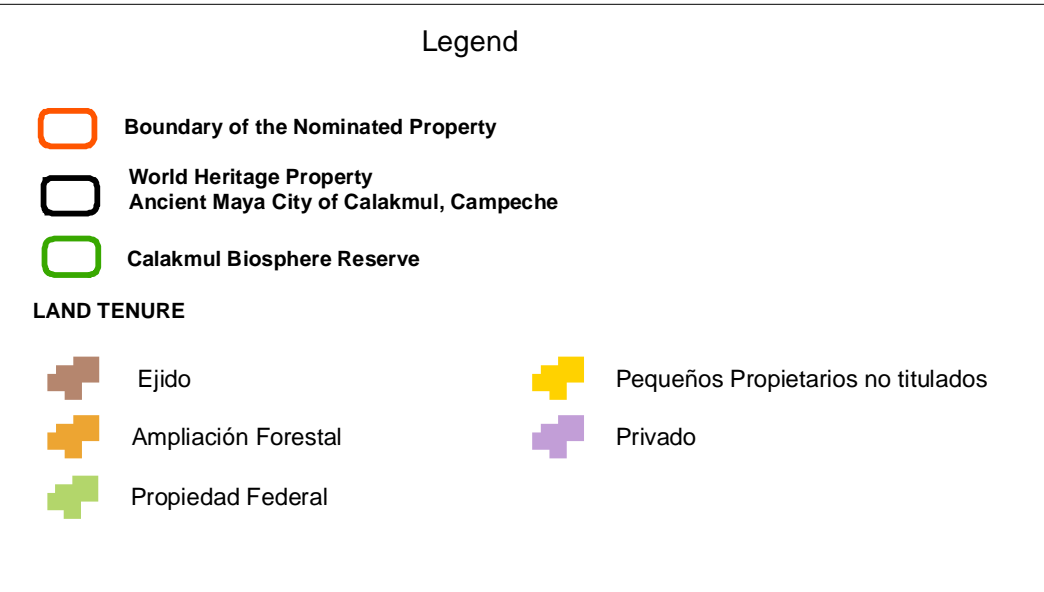 Legend
Boundary of the Nominated Property
World Heritage Property
Ancient Maya City of Calakmul, Campeche
Calakmul Biosphere Reserve
LAND TENURE
Ejido
Pequeños Propietarios no titulados
Ampliación Forestal
Privado
Propiedad Federal